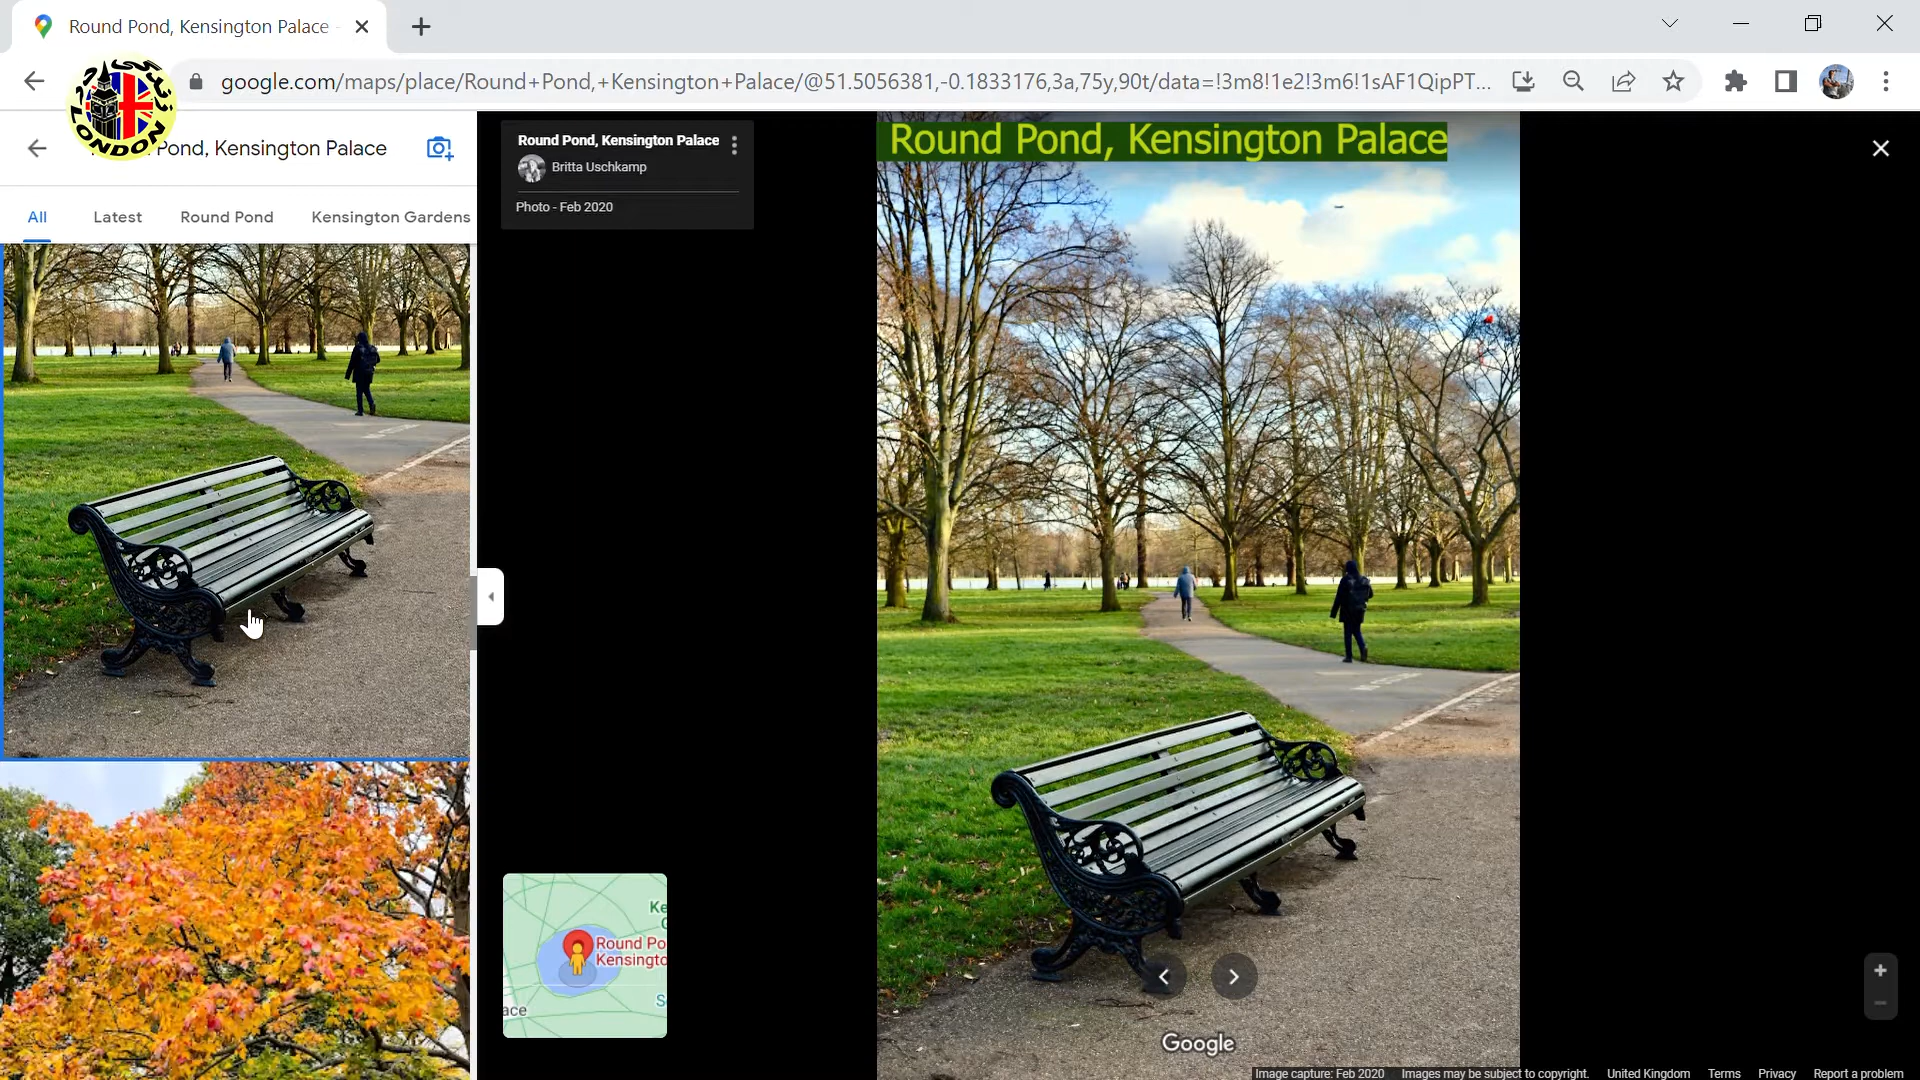 Round Pond, Kensington Palace
google.com/maps/place/Round+Pond,+Kensington+Palace/@51.5056381,-0.1833176,3a,75y,90t/data=!3m8!1e2!3m6!1sAF1QipPT...
LONDON
Pond, Kensington Palace
All Latest Round Pond Kensington Gardens
Round Pond, Kensington Palace
Britta Uschkamp
Photo - Feb 2020
Round Pond, Kensington Palace
Ke
Round Po
Kensingto
S
ace
Google
Image capture: Feb 2020 Images may be subject to copyright. United Kingdom Terms Privacy Report a problem